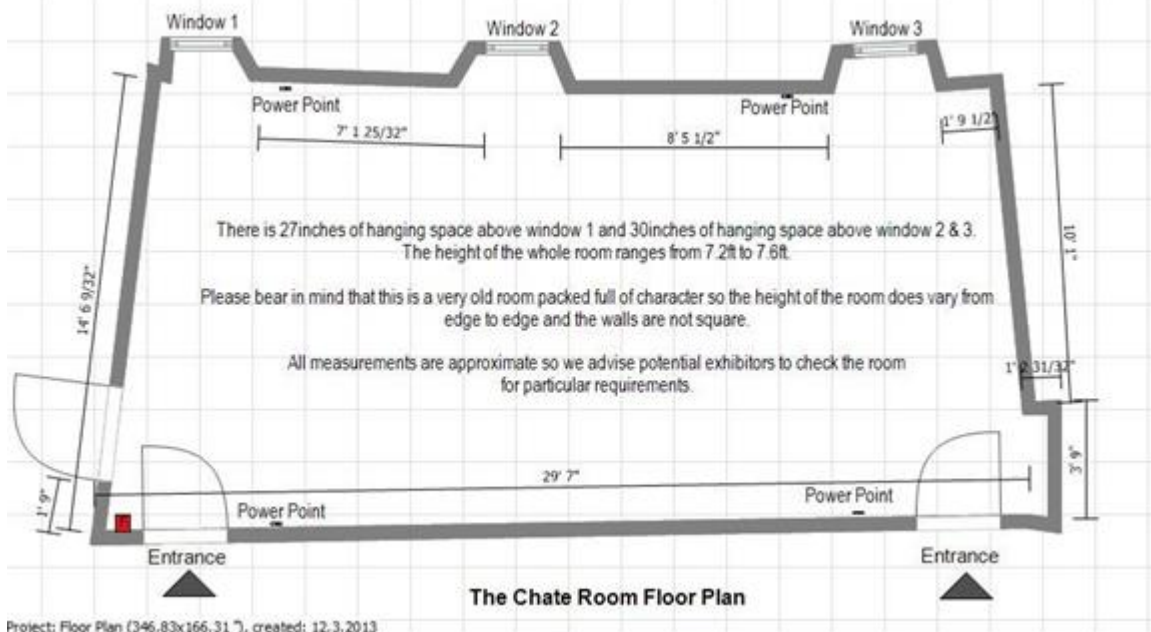 Window 1
Window 2
Window 3
Power Point
Power Point
7' 1 25/32"
8' 5 1/2"
1' 9 1/2"
There is 27inches of hanging space above window 1 and 30inches of hanging space above window 2 & 3.
The height of the whole room ranges from 7.2ft to 7.6ft.
10' 1"
14' 6 9/32"
Please bear in mind that this is a very old room packed full of character so the height of the room does vary from
edge to edge and the walls are not square.
All measurements are approximate so we advise potential exhibitors to check the room
for particular requirements.
1' 2 31/32"
29' 7"
3' 9"
1' 9"
Power Point
Power Point
Entrance
Entrance
The Chate Room Floor Plan
Project: Floor Plan (346.83x166.31 "), created: 12.3.2013